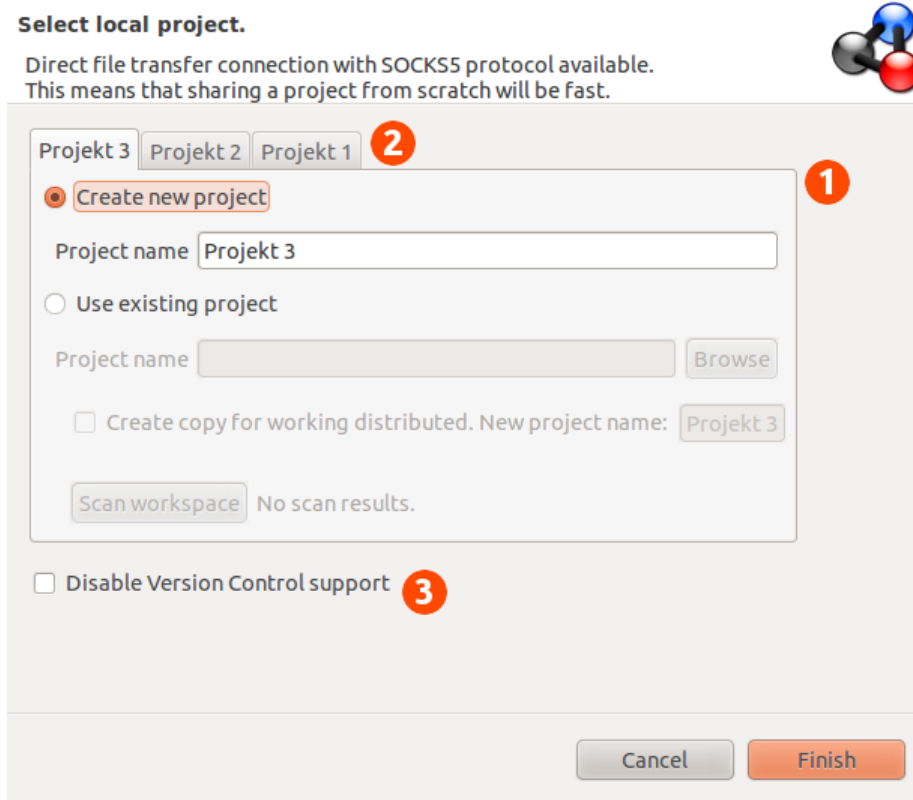 Select local project.
Direct file transfer connection with SOCKS5 protocol available.
This means that sharing a project from scratch will be fast.
Projekt 3 Projekt 2 Projekt 1 2
1
Create new project
Project name Projekt 3
Use existing project
Project name Browse
Create copy for working distributed. New project name: Projekt 3
Scan workspace No scan results.
Disable Version Control support 3
Cancel Finish